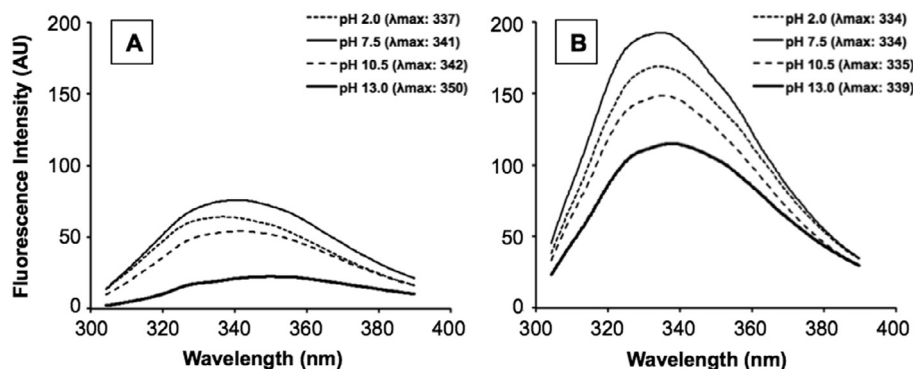 A
pH 2.0 (λmax: 337)
pH 7.5 (λmax: 341)
pH 10.5 (λmax: 342)
pH 13.0 (λmax: 350)
Fluorescence Intensity (AU)
200
150
100
50
0
300 320 340 360 380 400
Wavelength (nm)
B
pH 2.0 (λmax: 334)
pH 7.5 (λmax: 334)
pH 10.5 (λmax: 335)
pH 13.0 (λmax: 339)
200
150
100
50
0
300 320 340 360 380 400
Wavelength (nm)